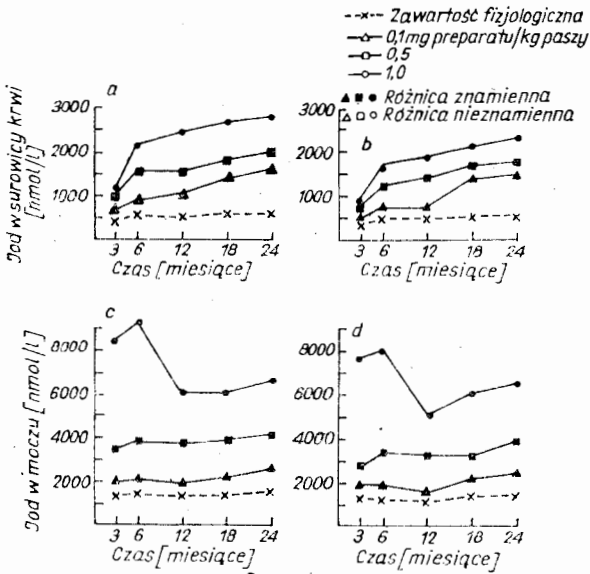 Zawartość fizjologiczna
0,1mg preparatu/kg paszy
0,5
1,0
Różnica znamienna
Różnica nieznamienna
Jod w surowicy krwi
[nmol/l]
a
3000
2000
1000
3 6 12 18 24
Czas [miesiące]
b
3000
2000
1000
3 6 12 18 24
Czas [miesiące]
Jod w moczu [nmol/l]
c
8000
6000
4000
2000
3 6 12 18 24
Czas [miesiące]
d
8000
6000
4000
2000
3 6 12 18 24
Czas [miesiące]